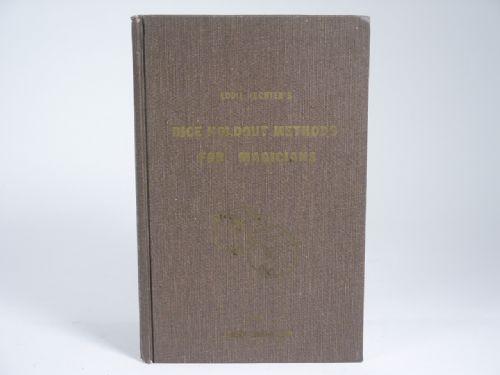 EDDIE FECHTER'S
DICE HOLDOUT METHODS
FOR MAGICIANS